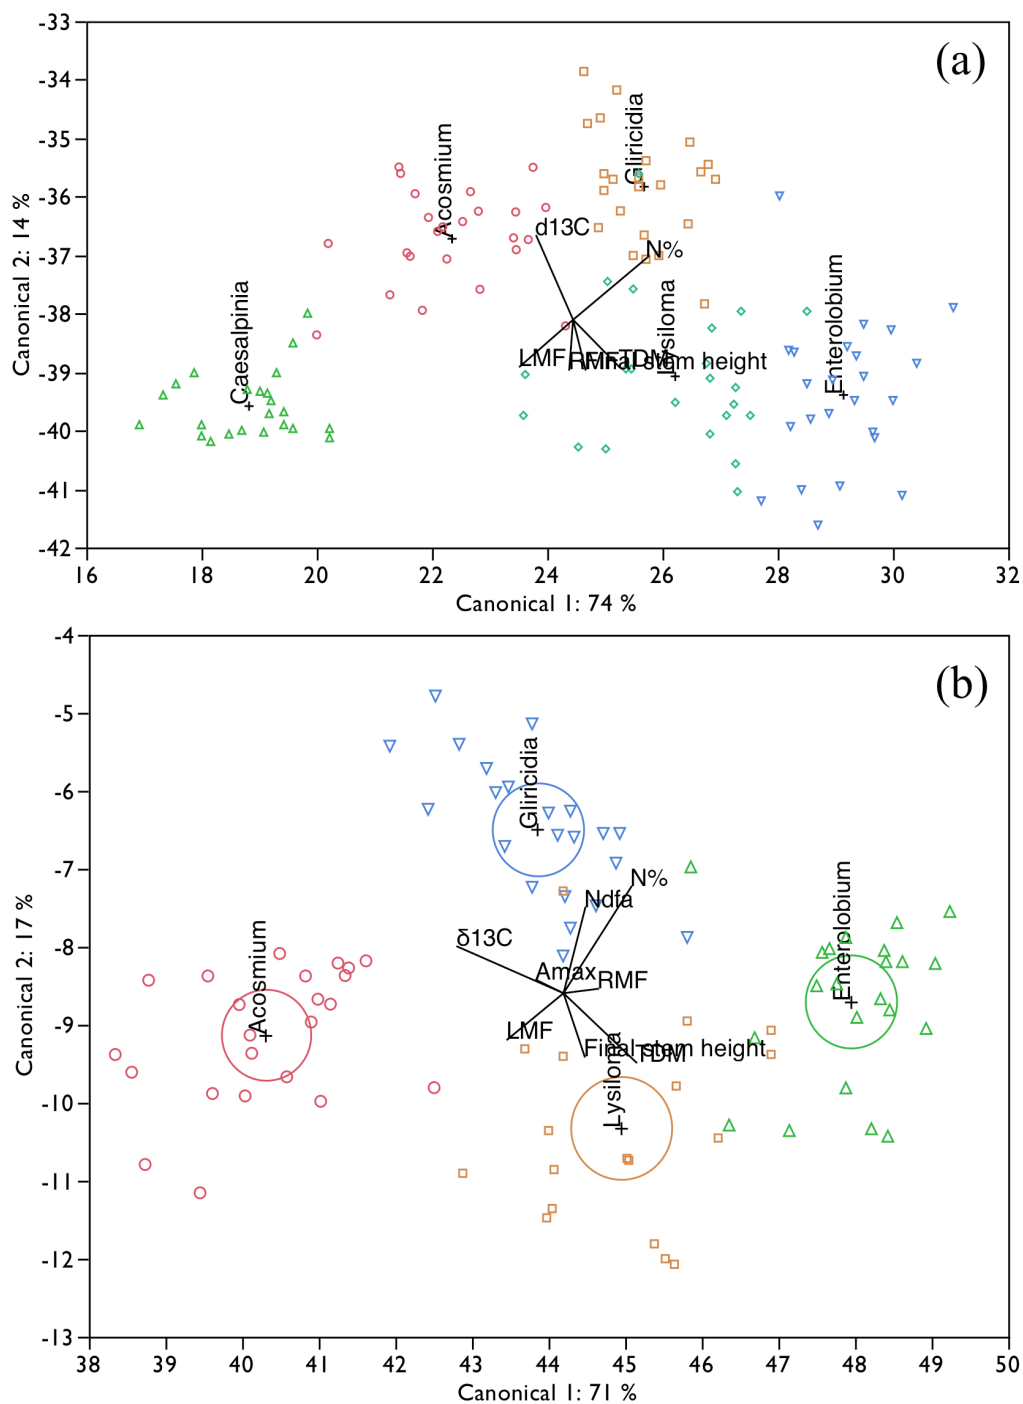 -33
(a)
-34
-35
-36
-37
-38
-39
-40
-41
-42
Canonical 2: 14 %
Caesalpinia
Acosmium
Gliricidia
Lysiloma
Enterolobium
d13C
N%
LMF
RMF
TDM
Final stem height
16
18
20
22
24
26
28
30
32
Canonical 1: 74 %
-4
(b)
-5
-6
-7
-8
-9
-10
-11
-12
-13
Canonical 2: 17 %
Gliricidia
Acosmium
Enterolobium
Lysiloma
N%
Ndfa
δ13C
Amax
RMF
LMF
Final stem height
TDM
38
39
40
41
42
43
44
45
46
47
48
49
50
Canonical 1: 71 %